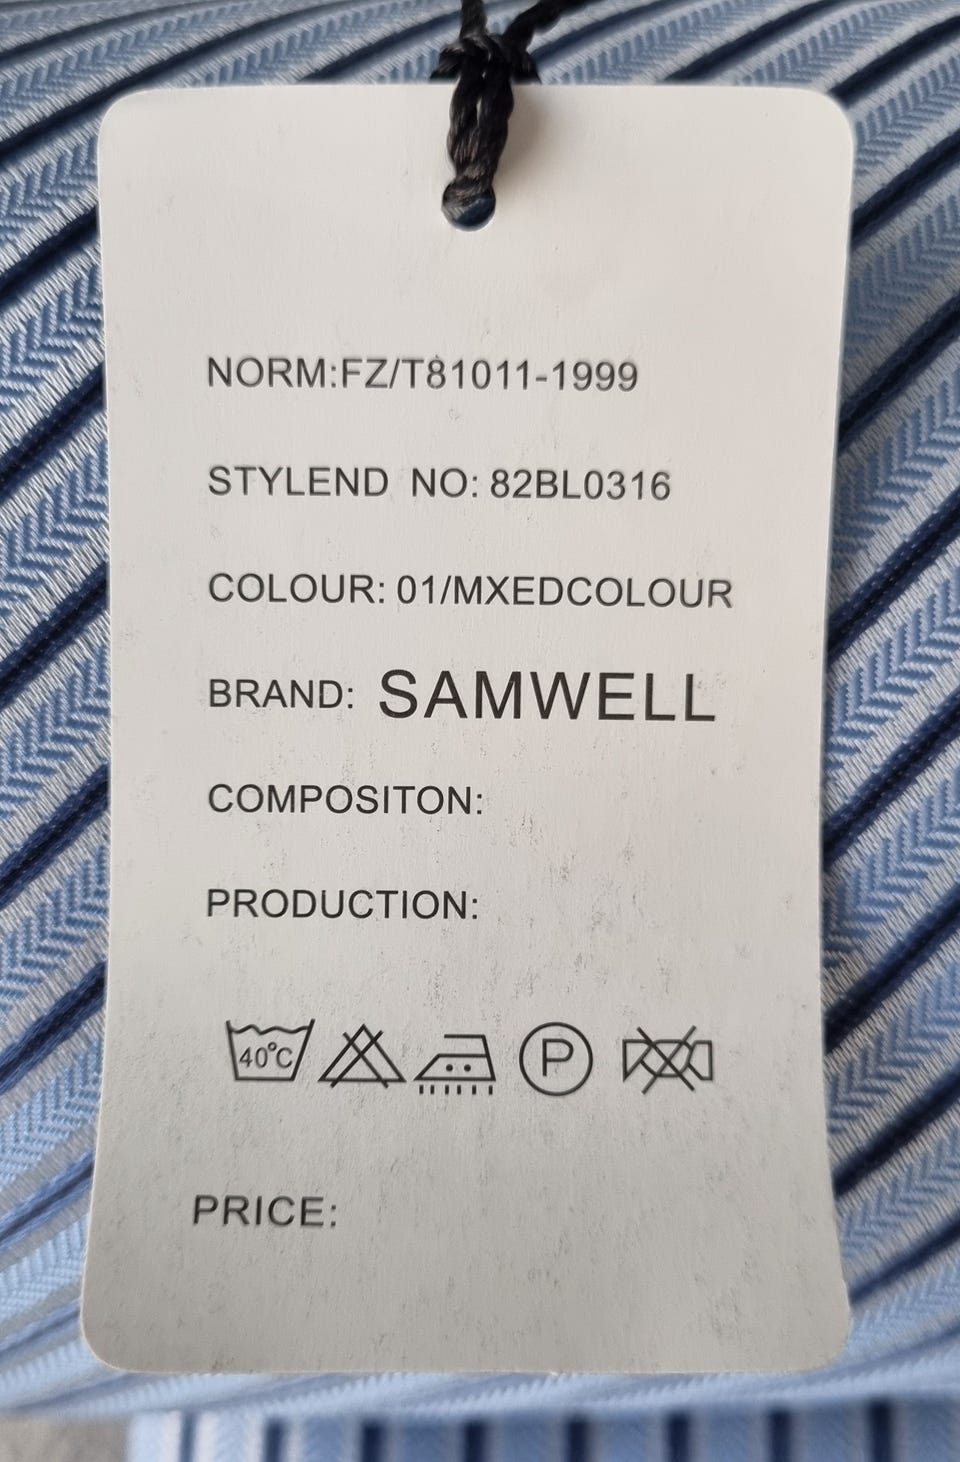 NORM:FZ/T81011-1999
STYLEND NO: 82BL0316
COLOUR: 01/MXEDCOLOUR
BRAND: SAMWELL
COMPOSITON:
PRODUCTION:
40°C P
PRICE: